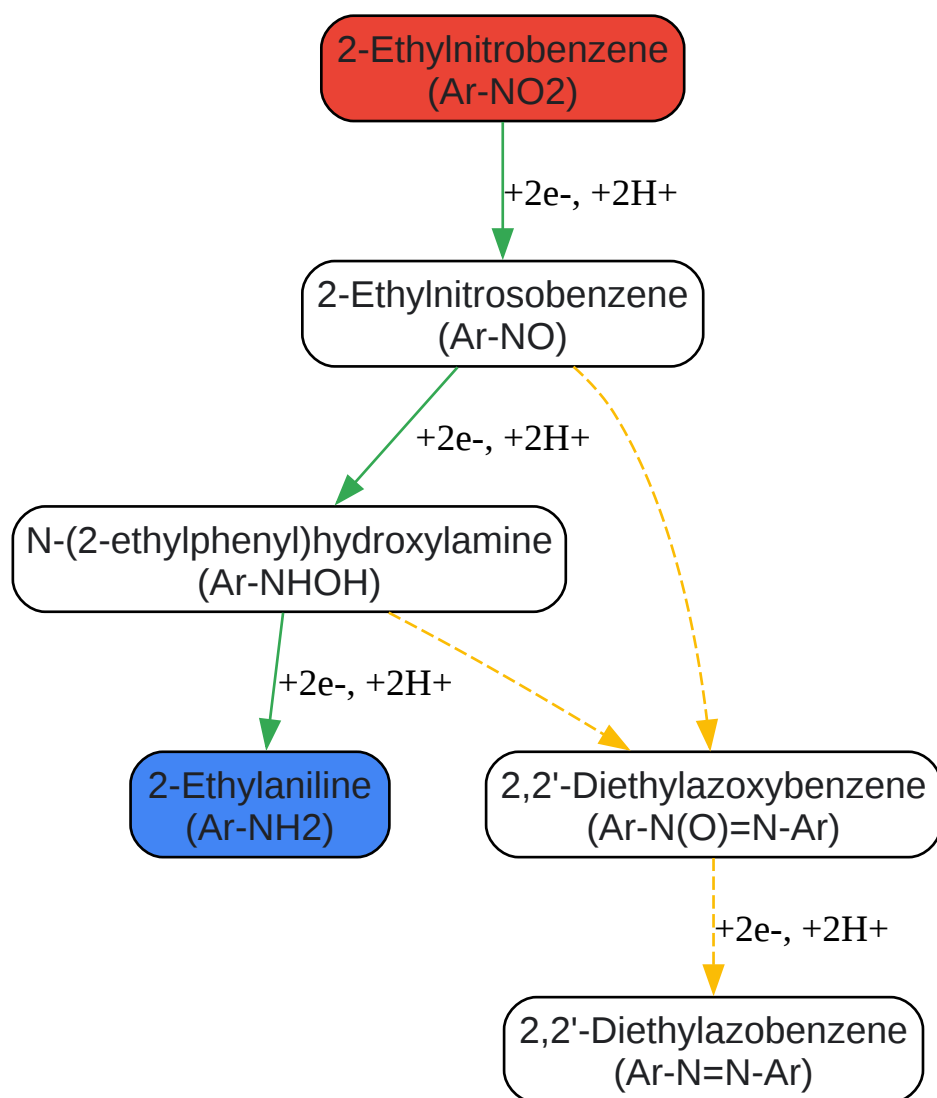 2-Ethylnitrobenzene
(Ar-NO2)
+2e-, +2H+
2-Ethylnitrosobenzene
(Ar-NO)
+2e-, +2H+
N-(2-ethylphenyl)hydroxylamine
(Ar-NHOH)
+2e-, +2H+
2-Ethylaniline
(Ar-NH2)
2,2'-Diethylazoxybenzene
(Ar-N(O)=N-Ar)
+2e-, +2H+
2,2'-Diethylazobenzene
(Ar-N=N-Ar)